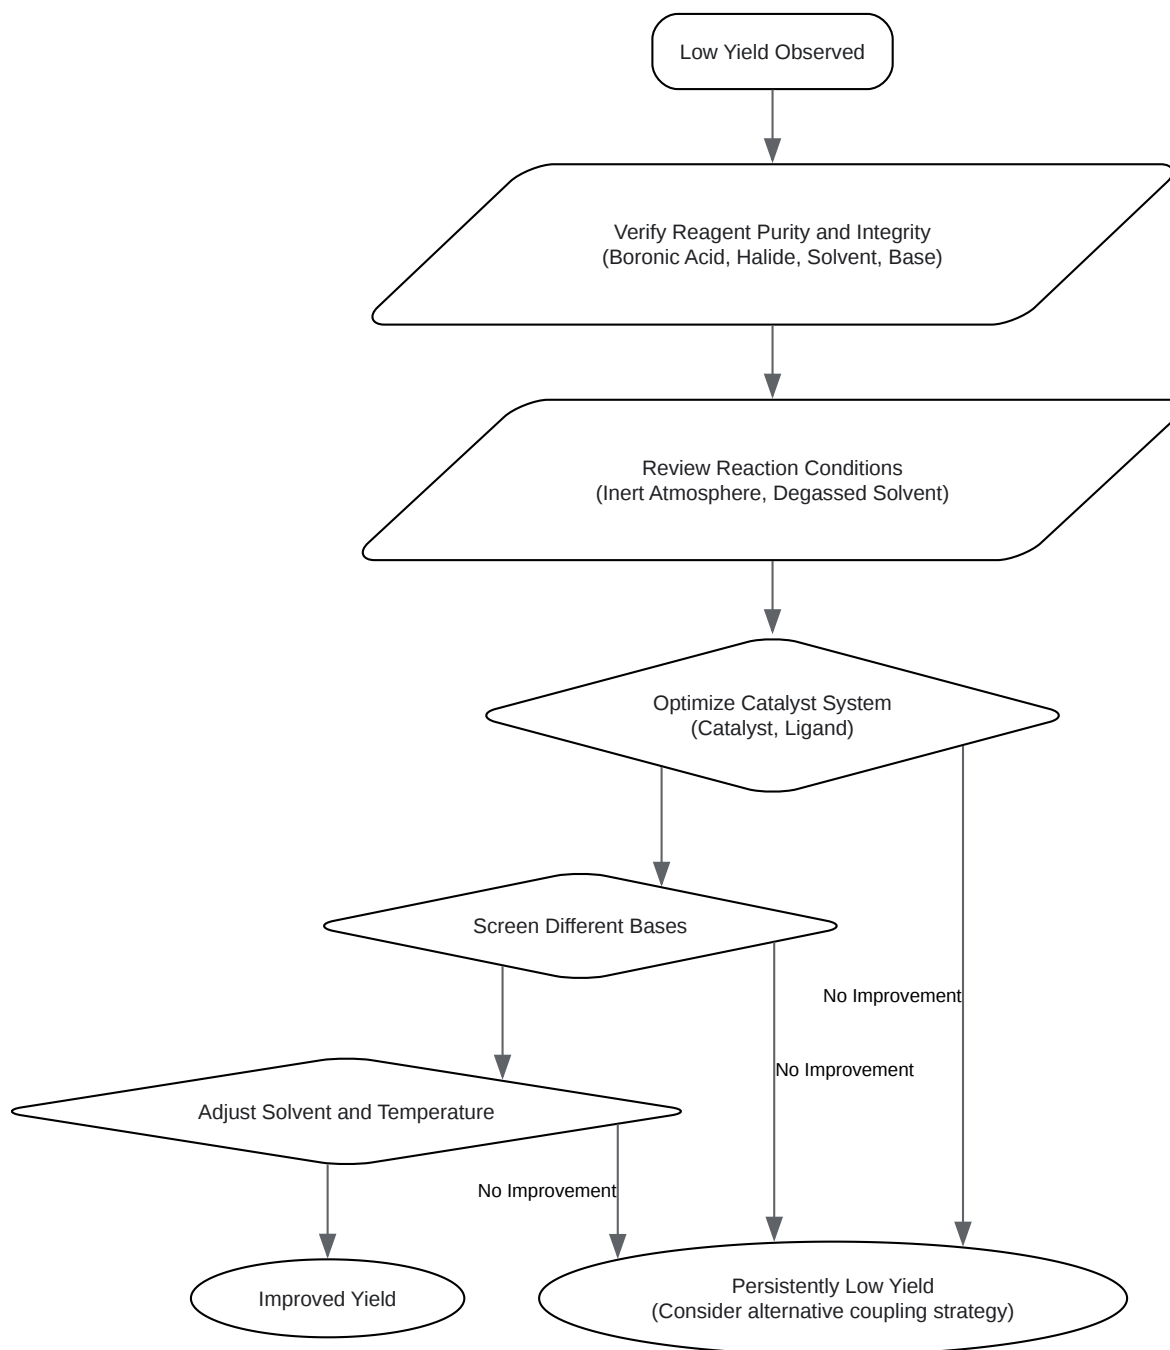 Low Yield Observed
Verify Reagent Purity and Integrity
(Boronic Acid, Halide, Solvent, Base)
Review Reaction Conditions
(Inert Atmosphere, Degassed Solvent)
Optimize Catalyst System
(Catalyst, Ligand)
Screen Different Bases
No Improvement
No Improvement
Adjust Solvent and Temperature
No Improvement
Improved Yield
Persistently Low Yield
(Consider alternative coupling strategy)